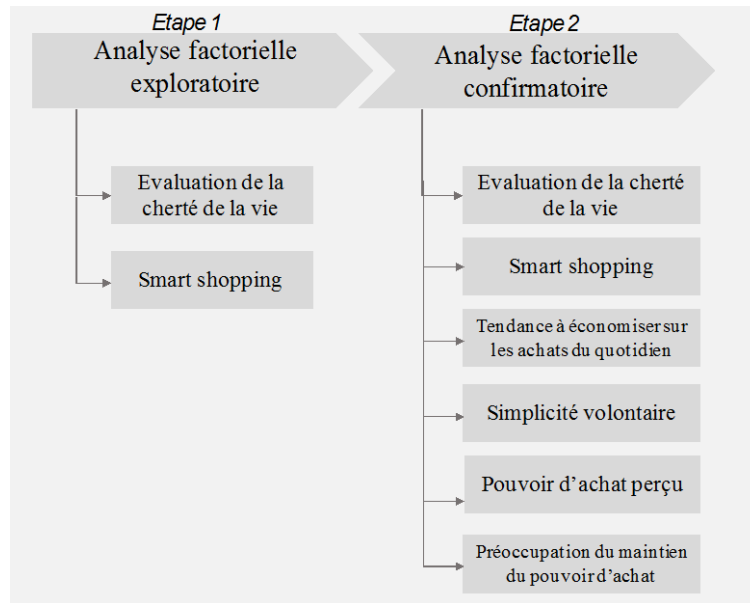 Etape 1
Analyse factorielle
exploratoire
Evaluation de la
cherté de la vie
Smart shopping
Etape 2
Analyse factorielle
confirmatoire
Evaluation de la cherté
de la vie
Smart shopping
Tendance à économiser sur
les achats du quotidien
Simplicité volontaire
Pouvoir d'achat perçu
Préoccupation du maintien
du pouvoir d'achat